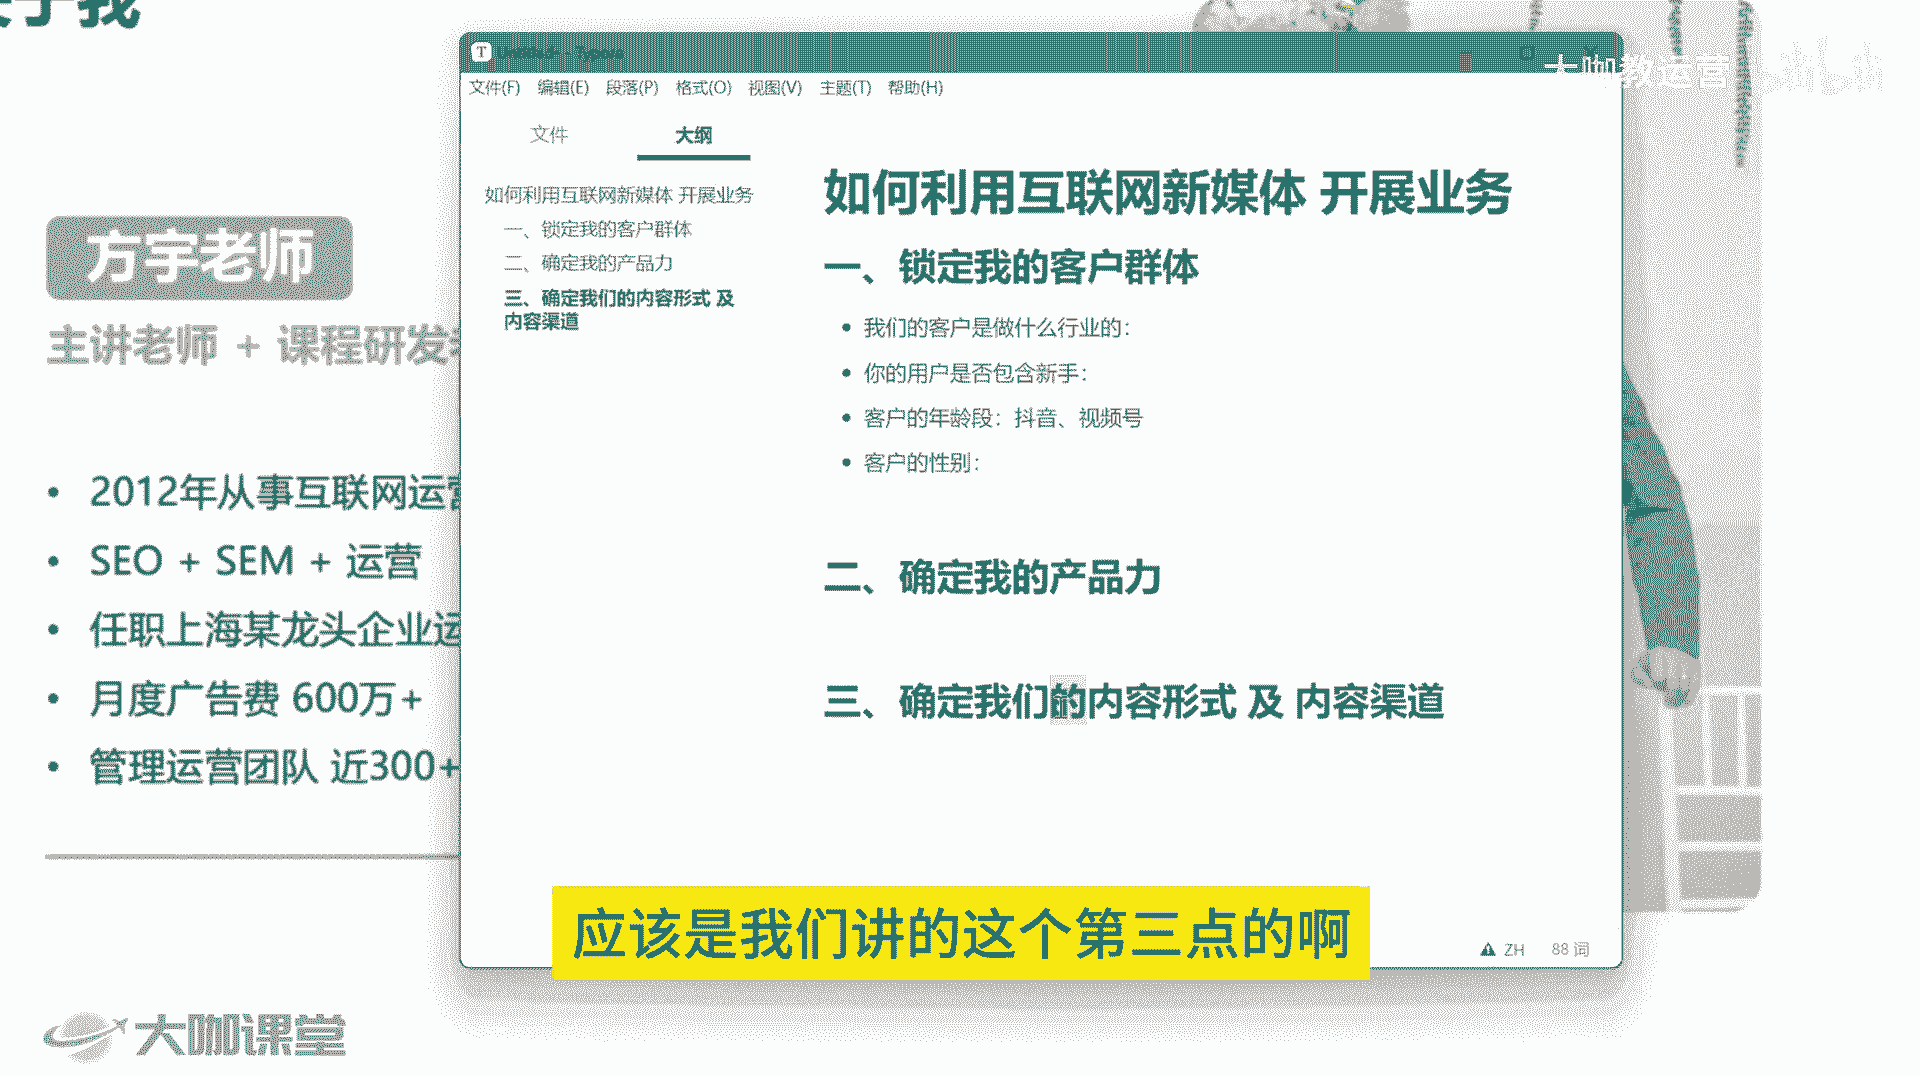 于我
方宇老师
主讲老师 + 课程研发
2012年从事互联网运营
SEO + SEM + 运营
任职上海某龙头企业运
月度广告费 600万+
管理运营团队 近300+
大咖课堂
T Untitled - Typora
大咖教运营
文件(F) 编辑(E) 段落(P) 格式(O) 视图(V) 主题(T) 帮助(H)
文件 大纲
如何利用互联网新媒体 开展业务
一、锁定我的客户群体
二、确定我的产品力
三、确定我们的内容形式 及
内容渠道
如何利用互联网新媒体 开展业务
一、锁定我的客户群体
我们的客户是做什么行业的：
你的用户是否包含新手：
客户的年龄段：抖音、视频号
客户的性别：
二、确定我的产品力
三、确定我们的内容形式 及 内容渠道
ZH 88 词
应该是我们讲的这个第三点的啊